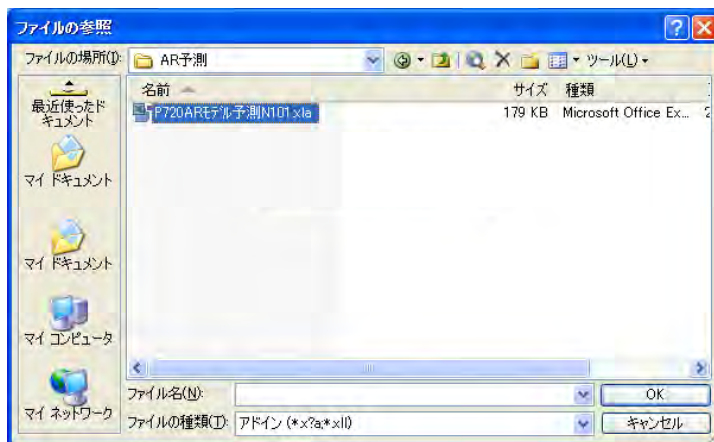 ファイルの参照
ファイルの場所(I):
AR予測
ツール(L)
名前
サイズ
種類
P720ARモデル予測N101.xla
179 KB
Microsoft Office Ex...
最近使ったド
キュメント
マイ ドキュメント
マイ ドキュメント
マイ コンピュータ
マイ ネットワーク
ファイル名(N):
OK
ファイルの種類(T):
アドイン (*.x?a;*.xll)
キャンセル